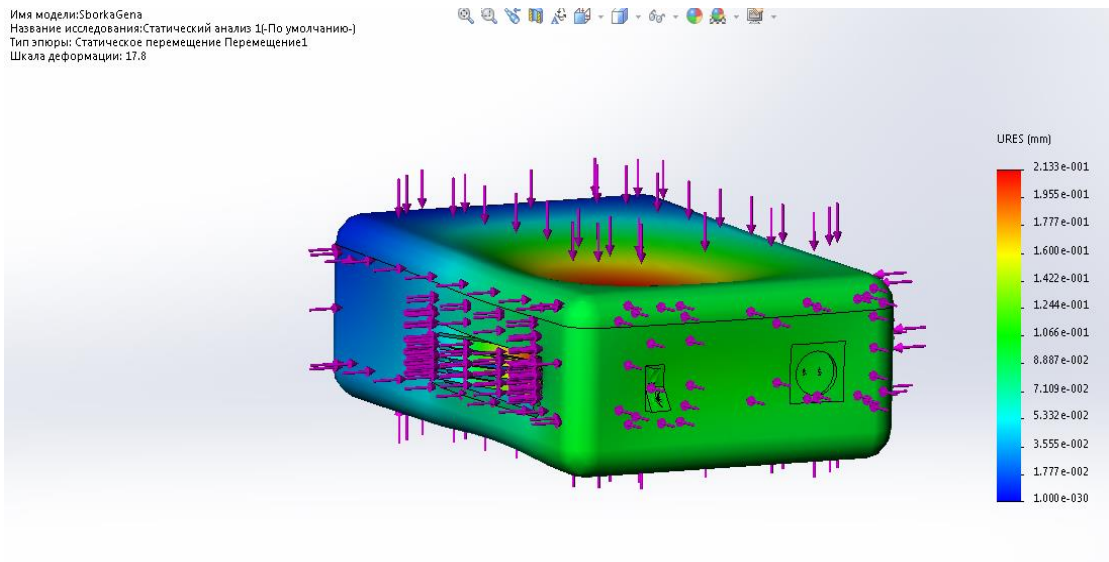 Имя модели:SborkaGena
Название исследования:Статический анализ 1(-По умолчанию-)
Тип эпюры: Статическое перемещение Перемещение1
Шкала деформации: 17.8
URES (mm)
2.133e-001
1.955e-001
1.777e-001
1.600e-001
1.422e-001
1.244e-001
1.066e-001
8.887e-002
7.109e-002
5.332e-002
3.555e-002
1.777e-002
1.000e-030